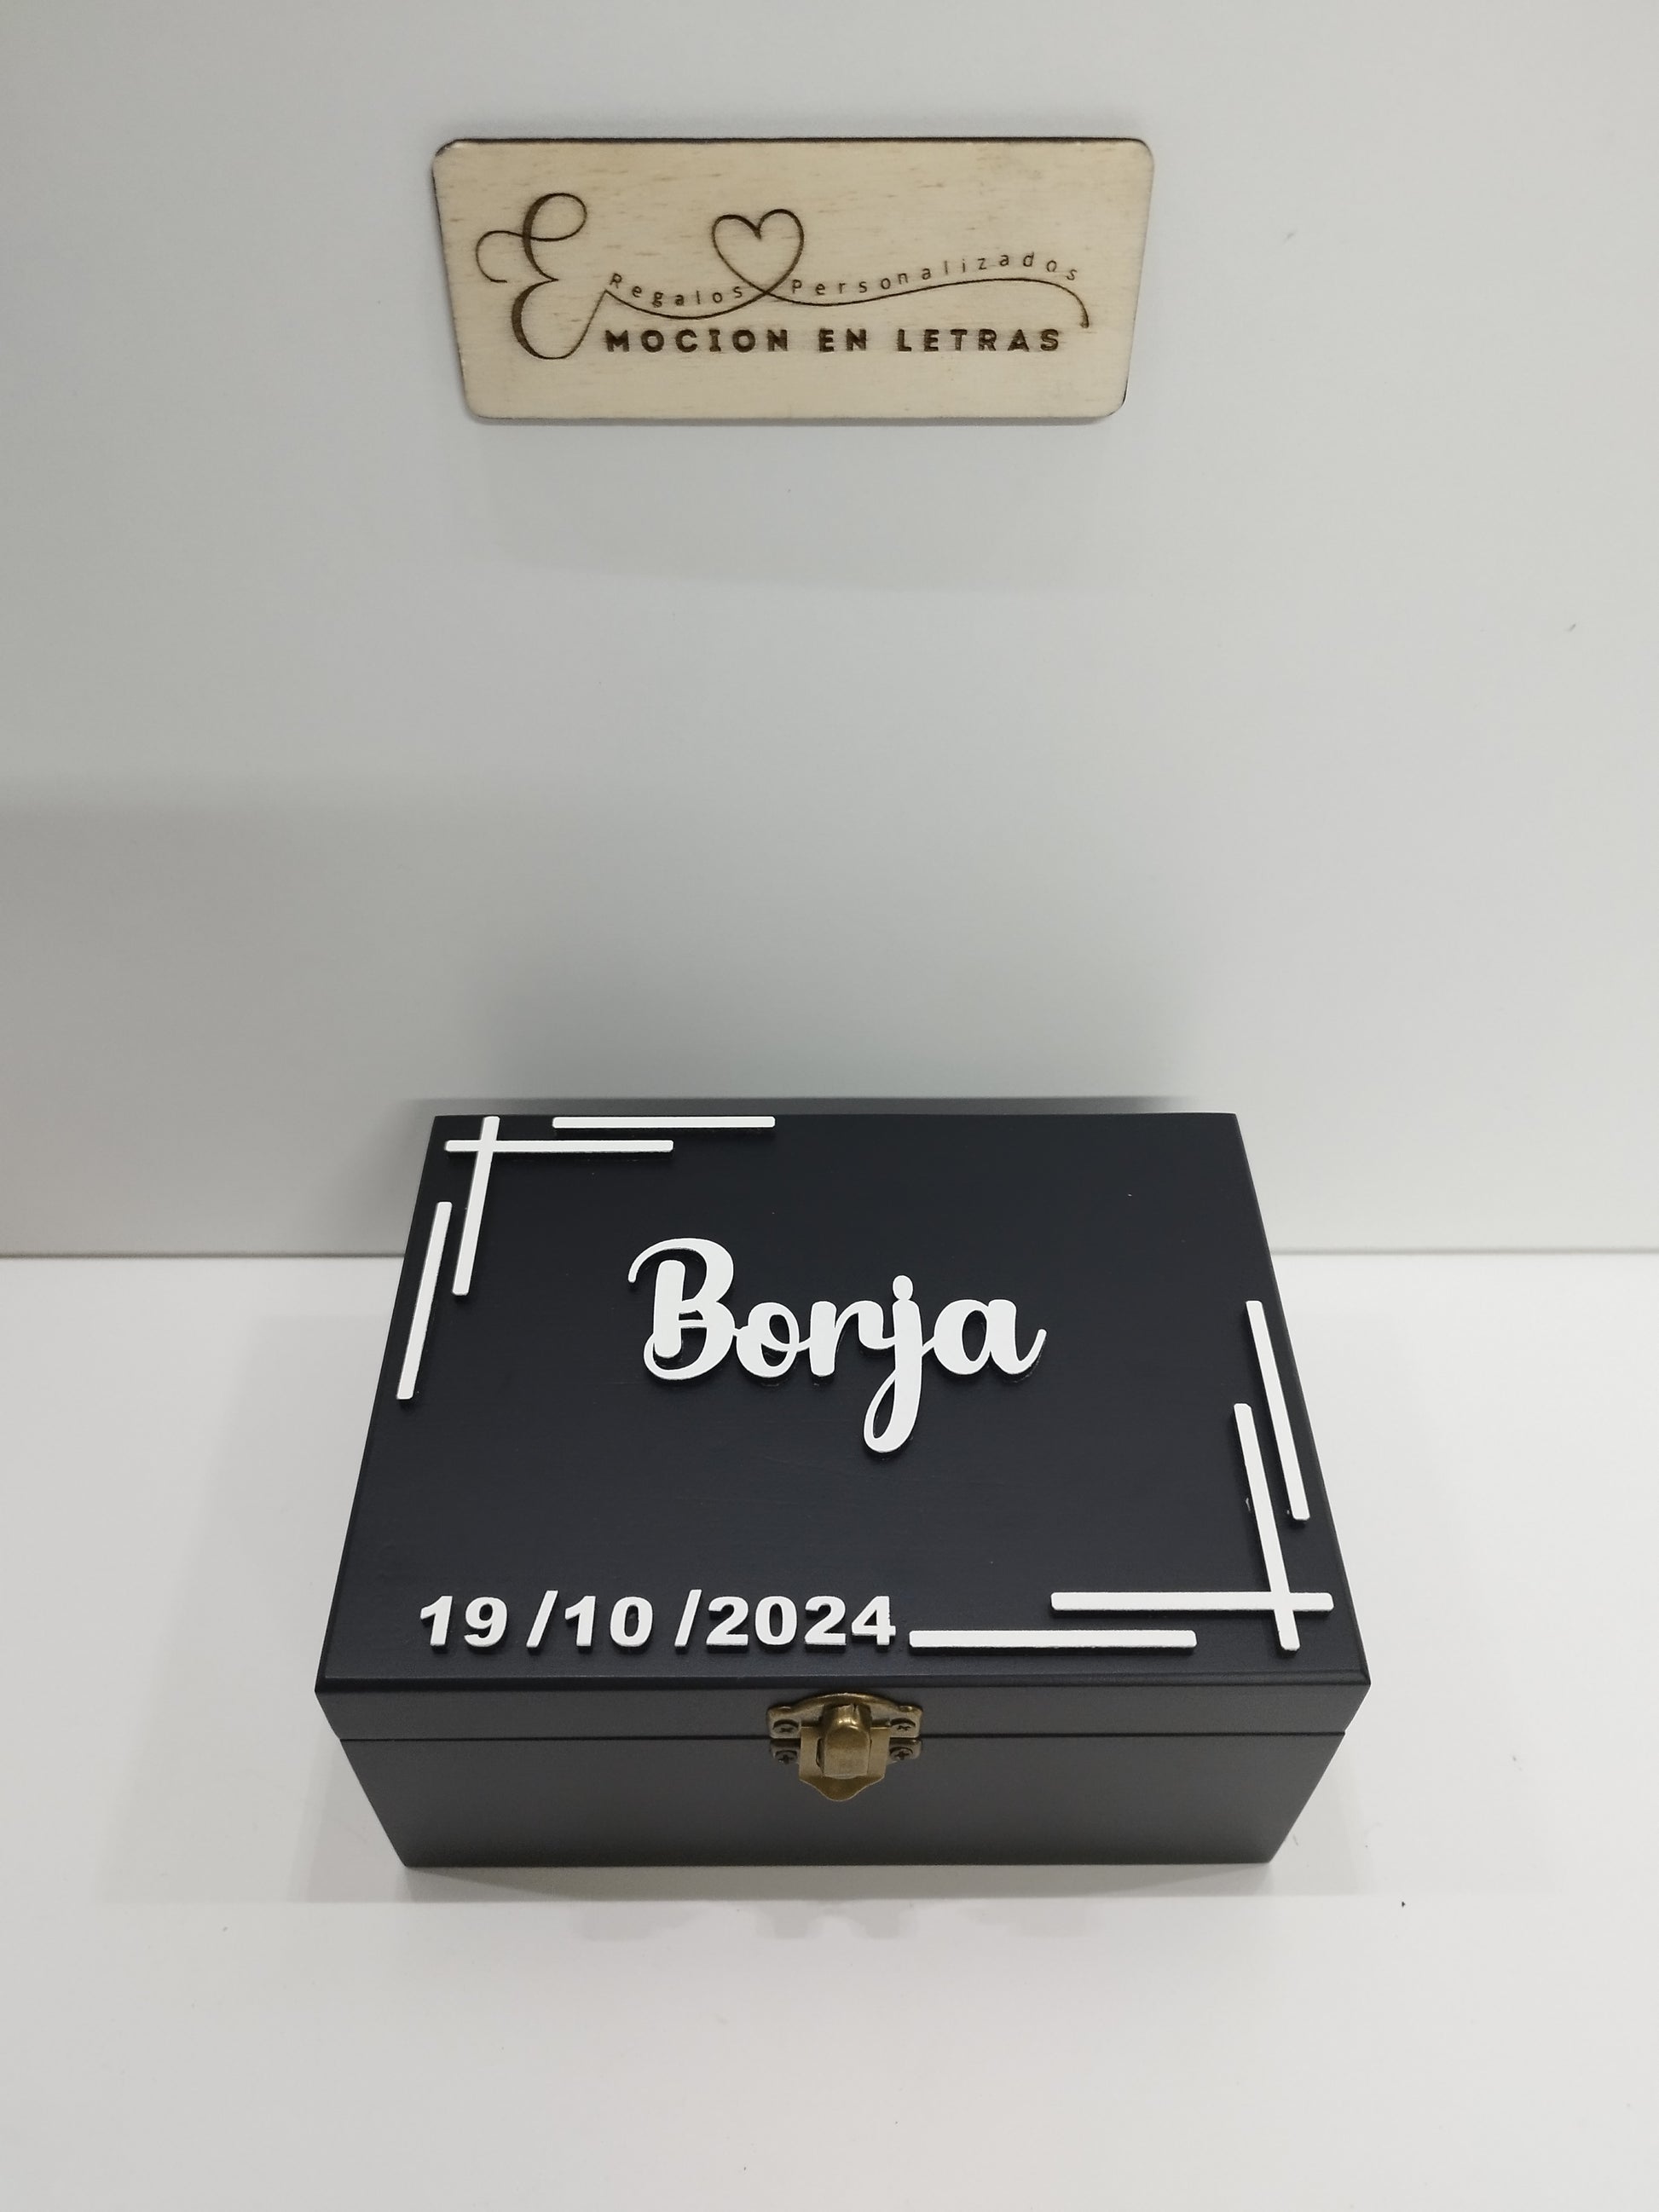 Regalos Personalizados
EMOCION EN LETRAS
Borja
19/10/2024